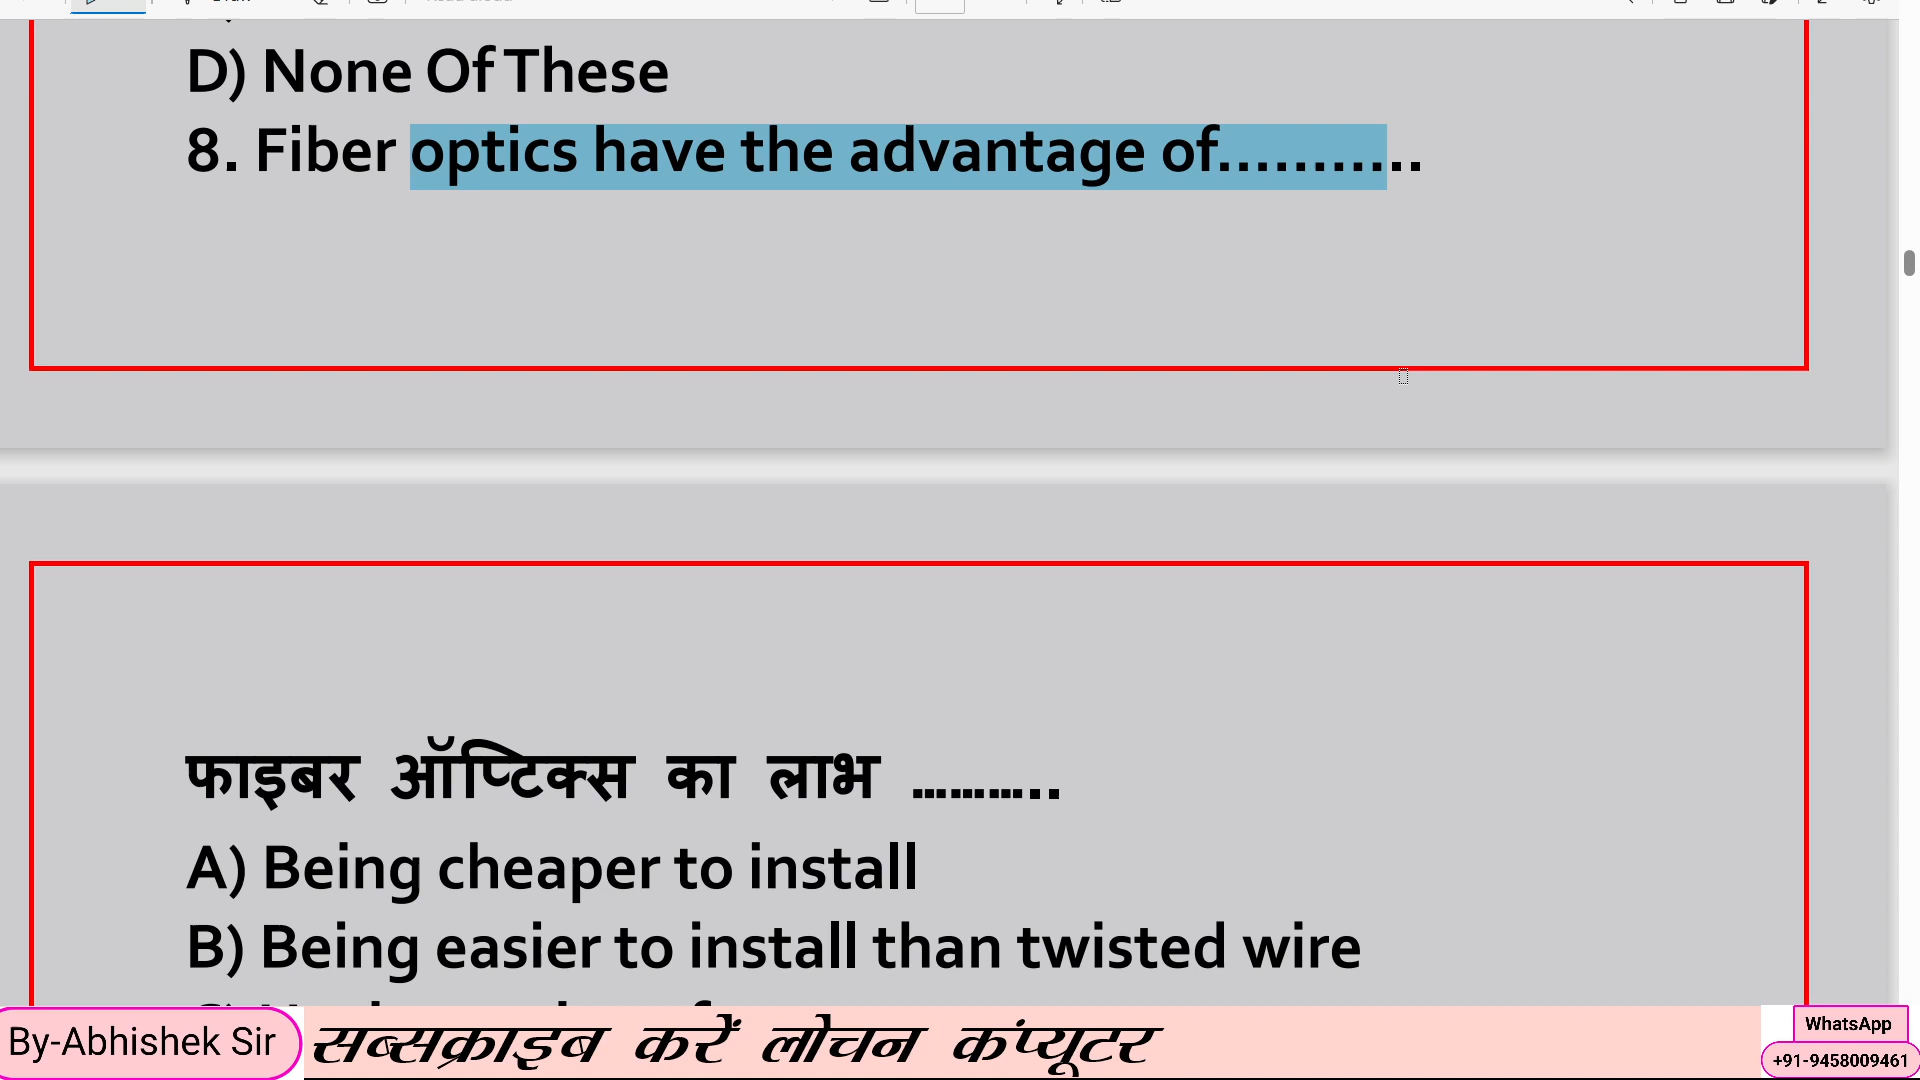 D) None Of These
8. Fiber optics have the advantage of............
फाइबर ऑप्टिक्स का लाभ ………..
A) Being cheaper to install
B) Being easier to install than twisted wire
By-Abhishek Sir
सब्सक्राइब करें लोचन कंप्यूटर
WhatsApp
+91-9458009461